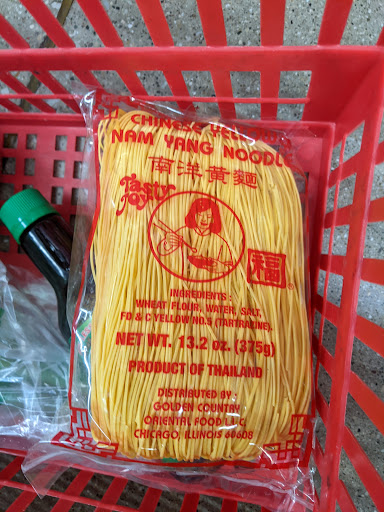 CHINESE
NAM YANG NOODLE
南洋黃麵
Tasty
Joy
福
®
INGREDIENTS :
WHEAT FLOUR, WATER, SALT,
FD & C YELLOW NO.5 (TARTRAZINE).
NET WT. 13.2 oz. (375g)
PRODUCT OF THAILAND
DISTRIBUTED BY :
GOLDEN COUNTRY
ORIENTAL FOOD L.L.C.
CHICAGO, ILLINOIS 60608